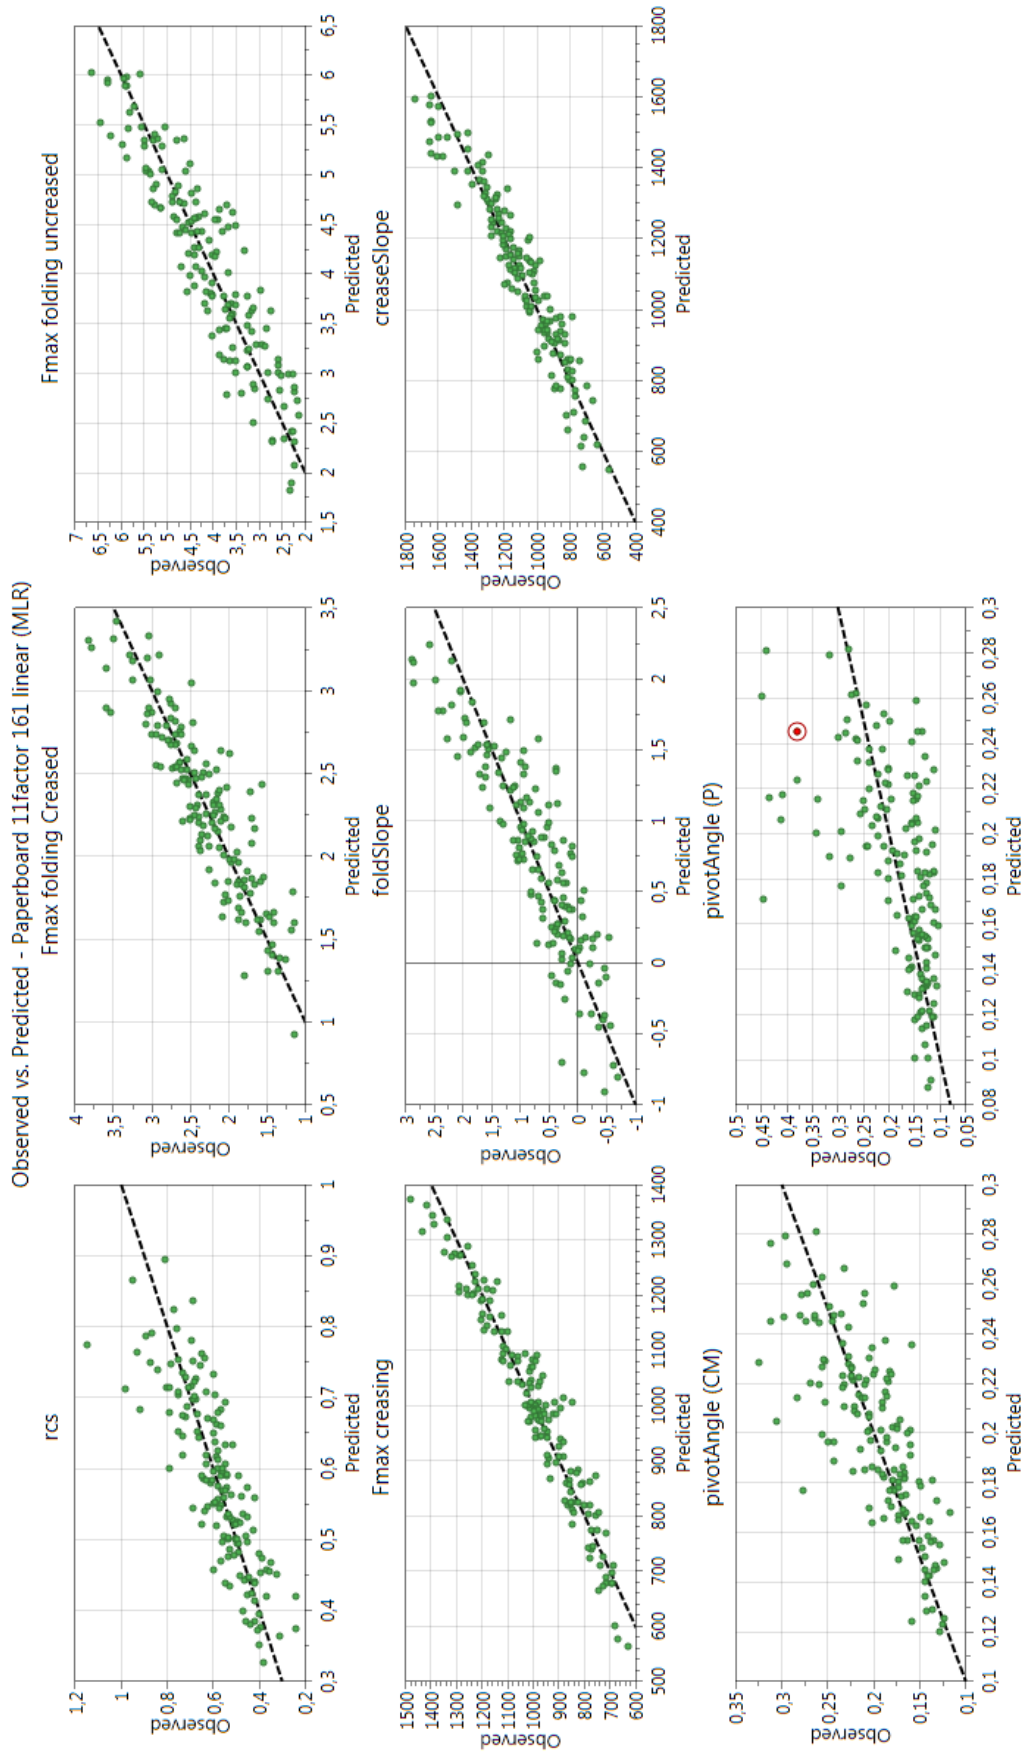 Observed vs. Predicted - Paperboard 11factor 161 linear (MLR)
rcs
Observed
1,2
1
0,8
0,6
0,4
0,2
0,3 0,4 0,5 0,6 0,7 0,8 0,9 1
Predicted
Fmax folding Creased
Observed
4
3,5
3
2,5
2
1,5
1
0,5 1 1,5 2 2,5 3 3,5
Predicted
Fmax folding uncreased
Observed
7
6,5
6
5,5
5
4,5
4
3,5
3
2,5
2
1,5 2 2,5 3 3,5 4 4,5 5 5,5 6 6,5
Predicted
Fmax creasing
Observed
1500
1400
1300
1200
1100
1000
900
800
700
600
500 600 700 800 900 1000 1100 1200 1300 1400
Predicted
foldSlope
Observed
3
2,5
2
1,5
1
0,5
0
-0,5
-1
-1 -0,5 0 0,5 1 1,5 2 2,5
Predicted
creaseSlope
Observed
1800
1600
1400
1200
1000
800
600
400
400 600 800 1000 1200 1400 1600 1800
Predicted
pivotAngle (CM)
Observed
0,35
0,3
0,25
0,2
0,15
0,1
0,1 0,12 0,14 0,16 0,18 0,2 0,22 0,24 0,26 0,28 0,3
Predicted
pivotAngle (P)
Observed
0,5
0,45
0,4
0,35
0,3
0,25
0,2
0,15
0,1
0,05
0,08 0,1 0,12 0,14 0,16 0,18 0,2 0,22 0,24 0,26 0,28 0,3
Predicted